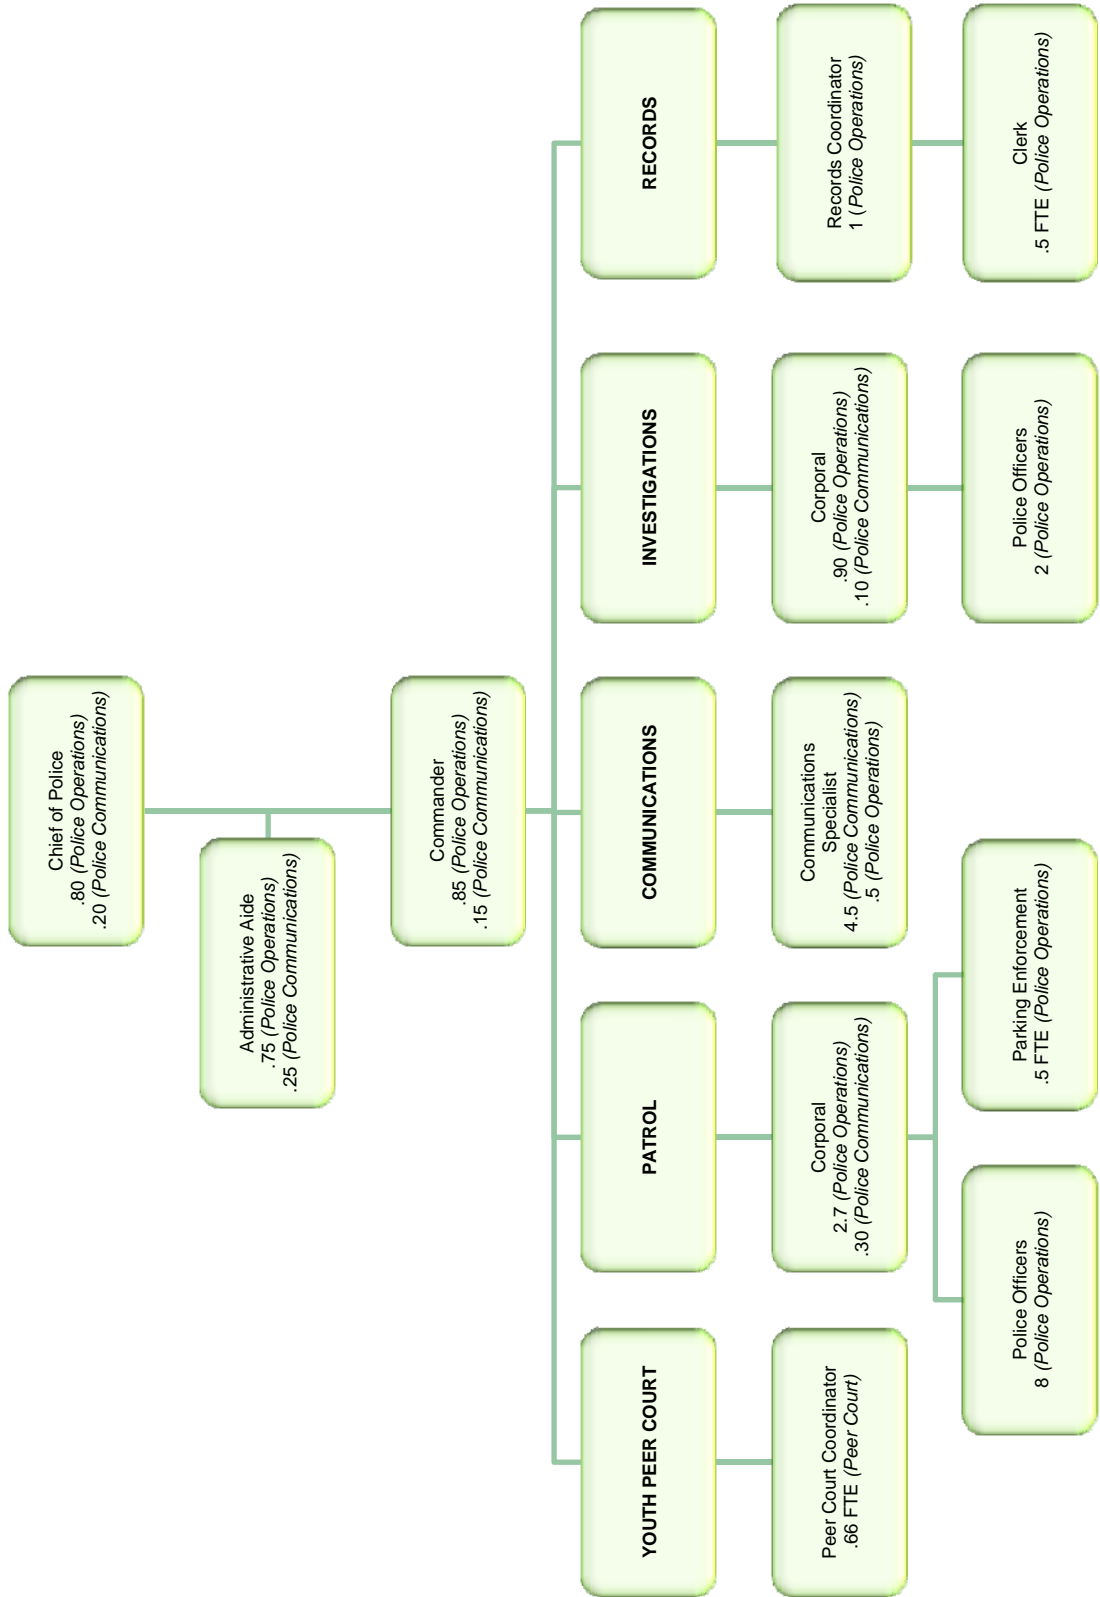 Chief of Police
.80 (Police Operations)
.20 (Police Communications)
Administrative Aide
.75 (Police Operations)
.25 (Police Communications)
Commander
.85 (Police Operations)
.15 (Police Communications)
YOUTH PEER COURT
PATROL
COMMUNICATIONS
INVESTIGATIONS
RECORDS
Peer Court Coordinator
.66 FTE (Peer Court)
Corporal
2.7 (Police Operations)
.30 (Police Communications)
Communications
Specialist
4.5 (Police Communications)
.5 (Police Operations)
Corporal
.90 (Police Operations)
.10 (Police Communications)
Records Coordinator
1 (Police Operations)
Police Officers
8 (Police Operations)
Parking Enforcement
.5 FTE (Police Operations)
Police Officers
2 (Police Operations)
Clerk
.5 FTE (Police Operations)